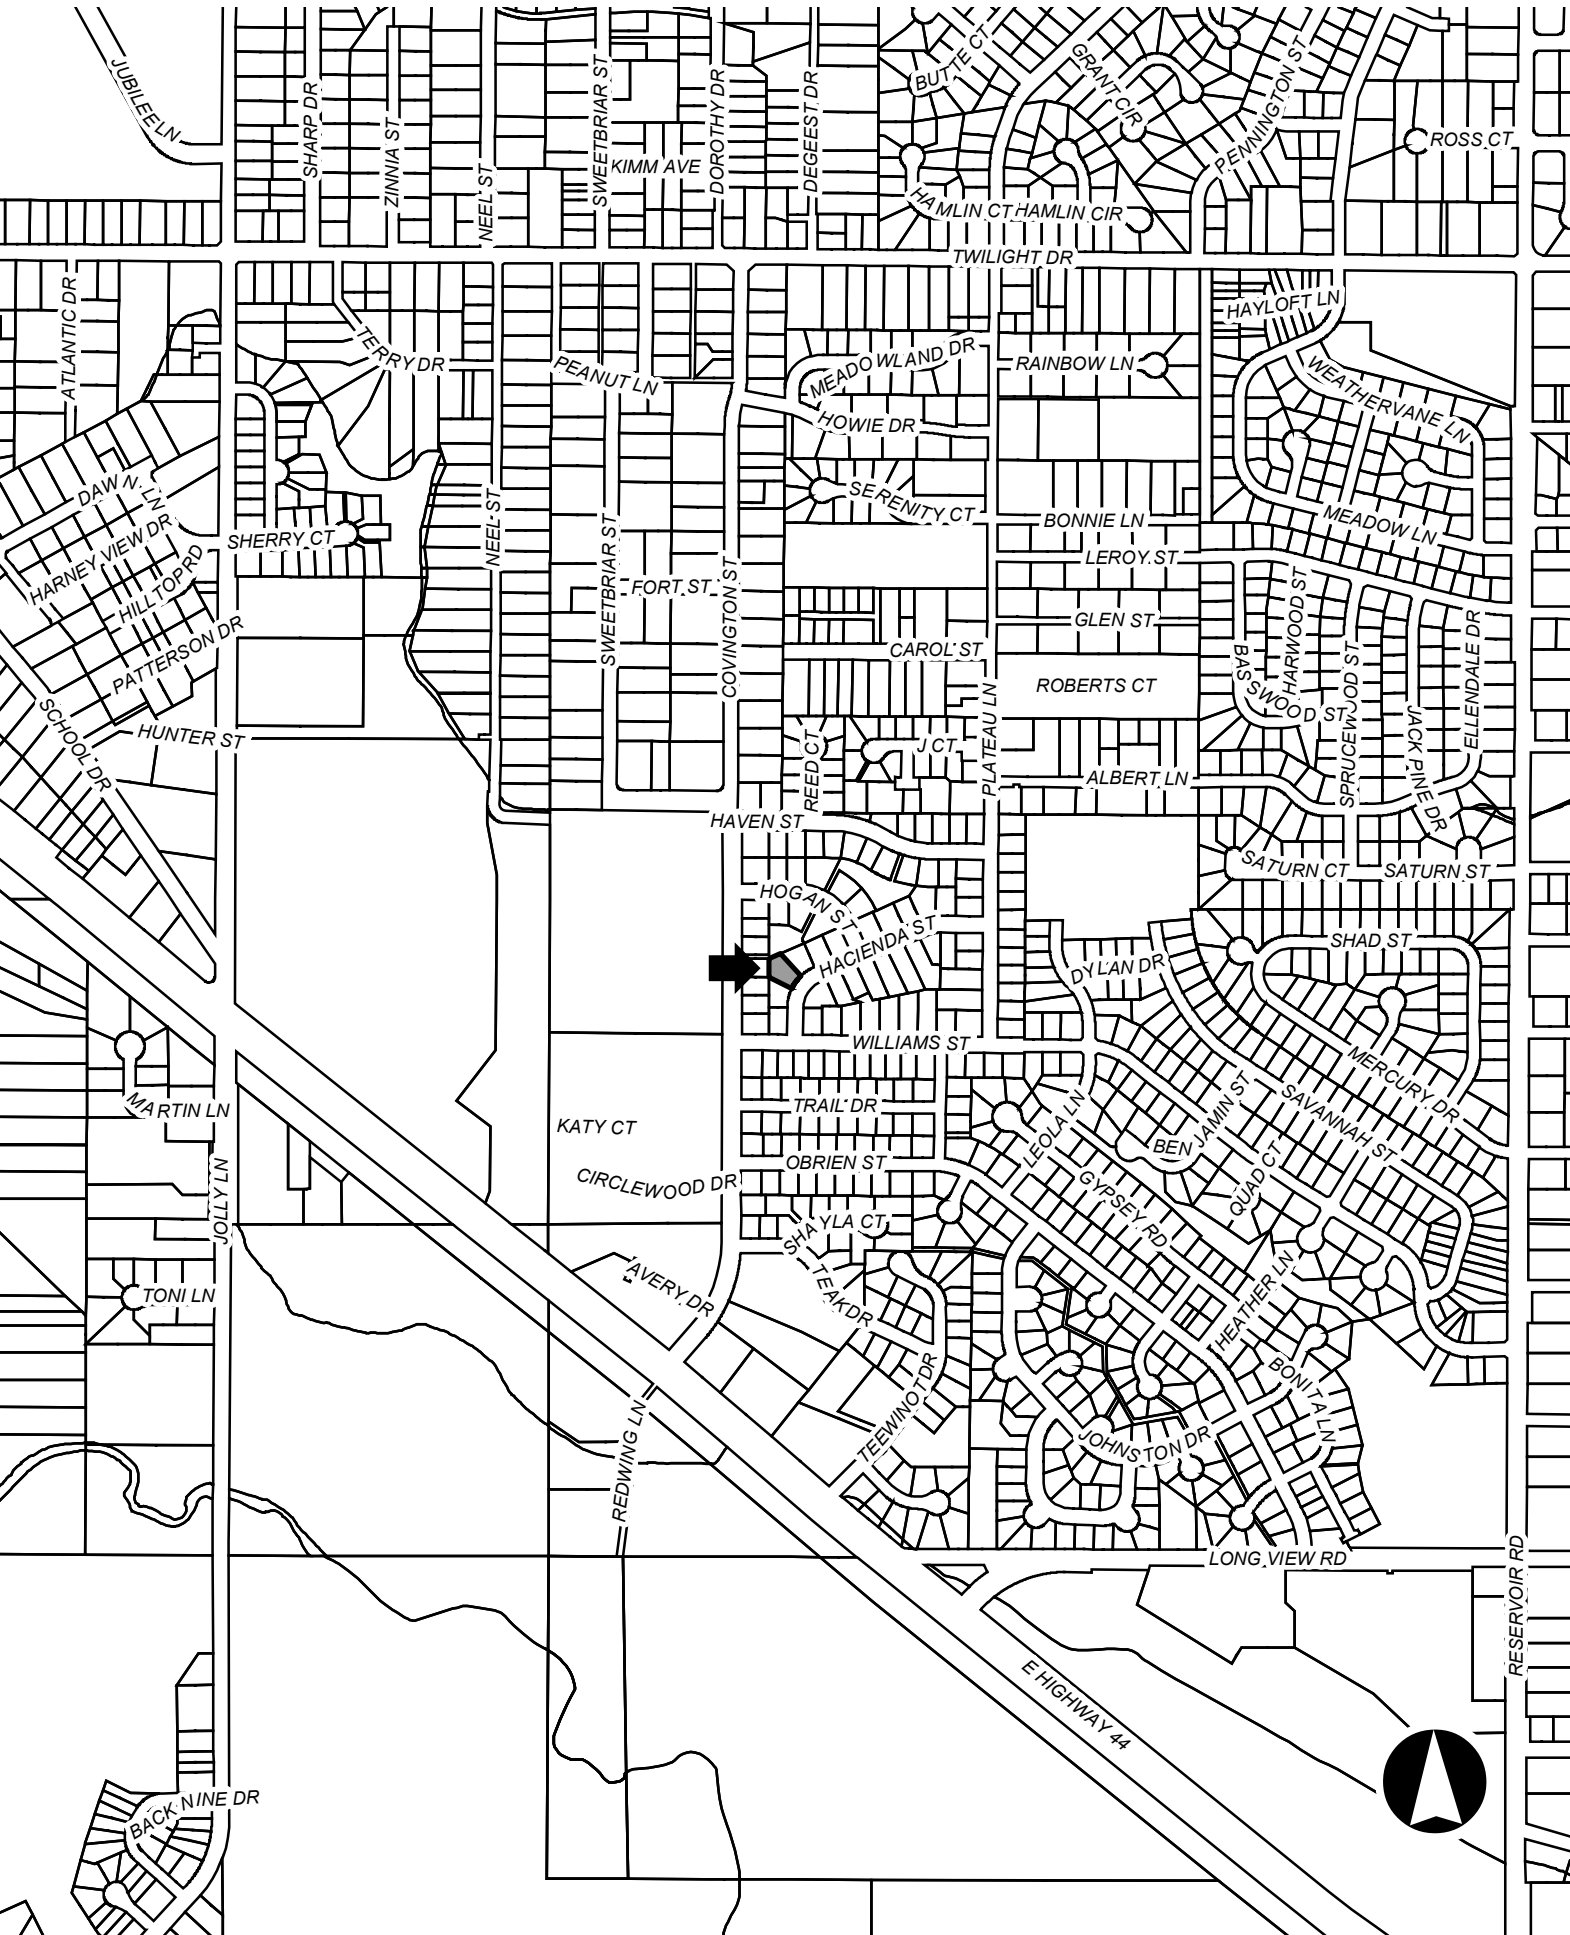 JUBILEE LN
SHARP DR
ZINNIA ST
NEEL ST
SWEETBRIAR ST
KIMM AVE
DOROTHY DR
DEGEEST DR
BUTTE CT
GRANT CIR
PENNINGTON ST
ROSS CT
HAMLIN CT
HAMLIN CIR
TWILIGHT DR
ATLANTIC DR
TERRY DR
PEANUT LN
MEADOWLAND DR
RAINBOW LN
HAYLOFT LN
WEATHERVANE LN
HOWIE DR
DAWN LN
HARNEY VIEW DR
HILLTOP RD
SHERRY CT
NEEL ST
SWEETBRIAR ST
SERENITY CT
BONNIE LN
MEADOW LN
LEROY ST
FORT ST
COVINGTON ST
GLEN ST
HARWOOD ST
PATTERSON DR
CAROL ST
BASSWOOD ST
SPRUCEWOOD ST
ELLENDALE DR
ROBERTS CT
PLATEAU LN
SCHOOL DR
HUNTER ST
REED CT
J CT
ALBERT LN
JACK PINE DR
HAVEN ST
SATURN CT
SATURN ST
HOGAN ST
HACIENDA ST
SHAD ST
DYLAN DR
WILLIAMS ST
MERCURY DR
MARTIN LN
TRAIL DR
LEOLA LN
BENJAMIN ST
SAVANNAH ST
KATY CT
OBRIEN ST
CIRCLEWOOD DR
GYPSEY RD
QUAD CT
JOLLY LN
SHAYLA CT
TONI LN
AVERY DR
TEAK DR
HEATHER LN
TEEWINOT DR
BONITA LN
JOHNSTON DR
REDWING LN
LONG VIEW RD
RESERVOIR RD
E HIGHWAY 44
BACK NINE DR